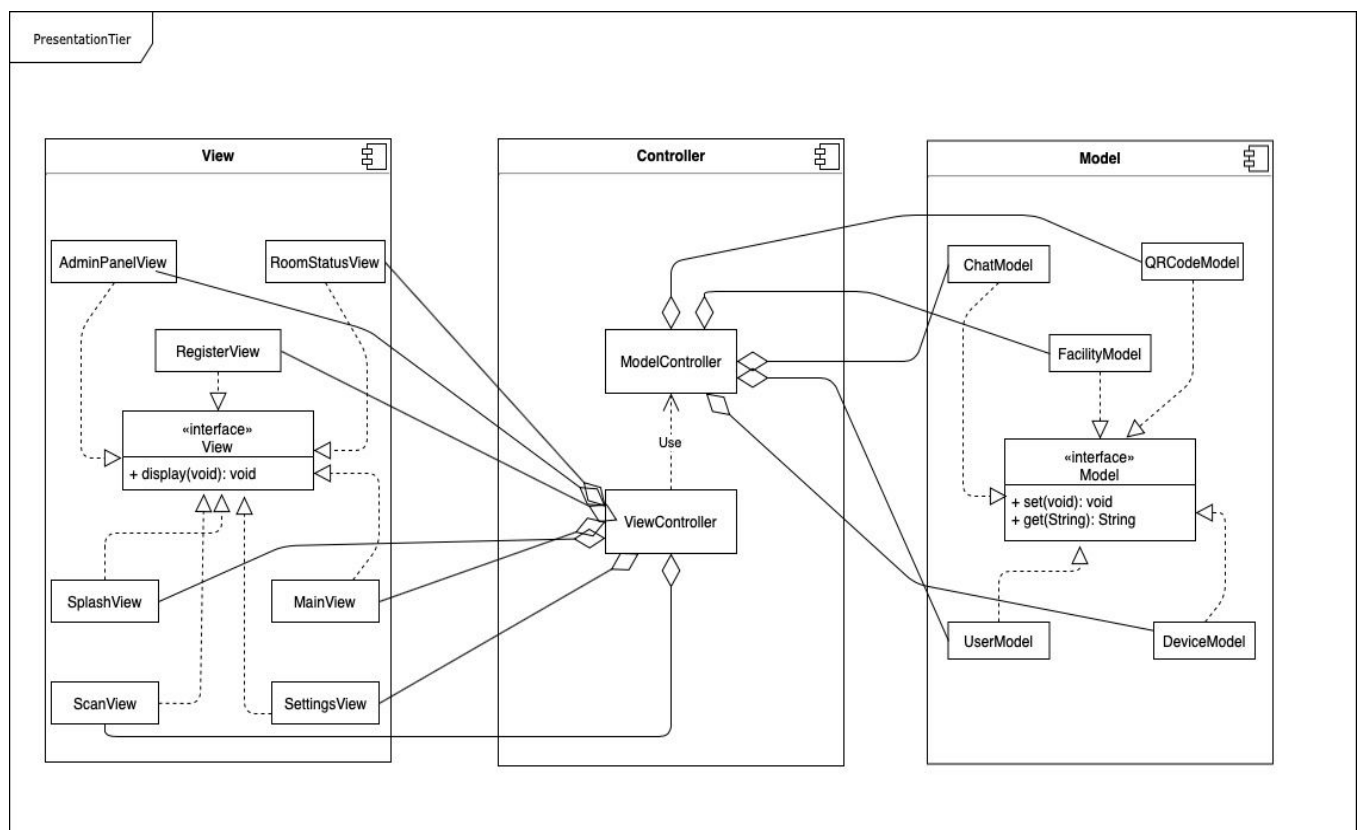 PresentationTier
View
Controller
Model
AdminPanelView
RoomStatusView
RegisterView
«interface»
View
+ display(void): void
SplashView
MainView
ScanView
SettingsView
ModelController
Use
ViewController
ChatModel
QRCodeModel
FacilityModel
«interface»
Model
+ set(void): void
+ get(String): String
UserModel
DeviceModel